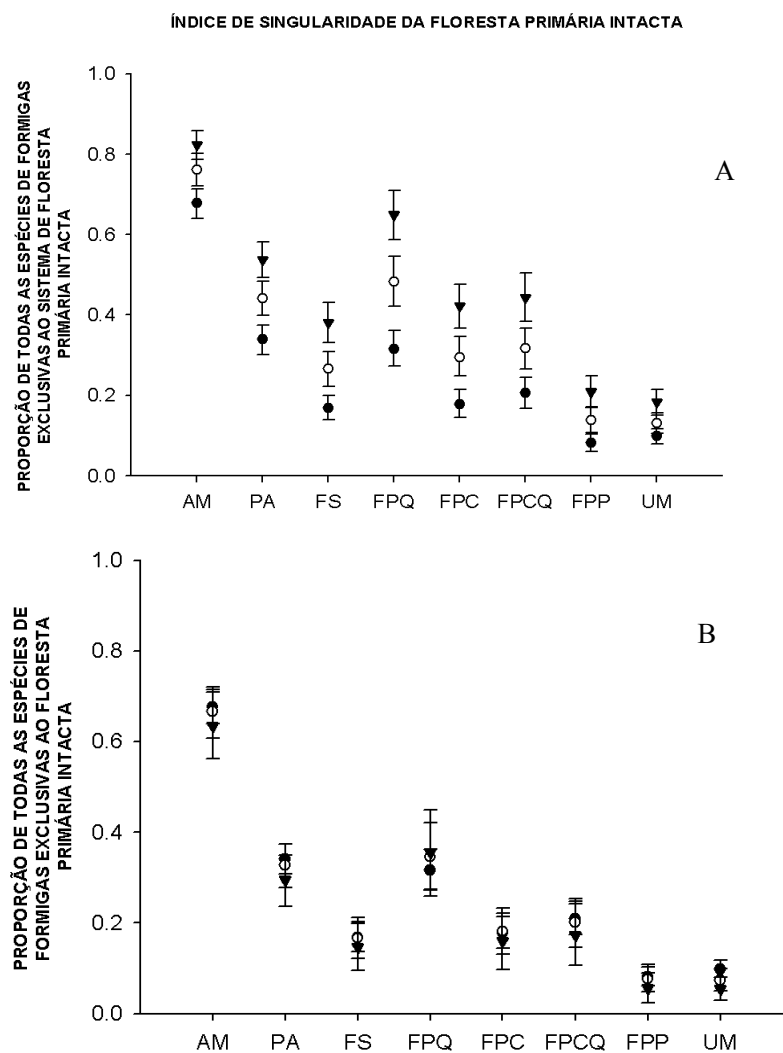 ÍNDICE DE SINGULARIDADE DA FLORESTA PRIMÁRIA INTACTA
PROPORÇÃO DE TODAS AS ESPÉCIES DE FORMIGAS
EXCLUSIVAS AO SISTEMA DE FLORESTA
PRIMÁRIA INTACTA
1.0
0.8
0.6
0.4
0.2
0.0
A
AM PA FS FPQ FPC FPCQ FPP UM
PROPORÇÃO DE TODAS AS ESPÉCIES DE
FORMIGAS EXCLUSIVAS AO FLORESTA
PRIMÁRIA INTACTA
1.0
0.8
0.6
0.4
0.2
0.0
B
AM PA FS FPQ FPC FPCQ FPP UM